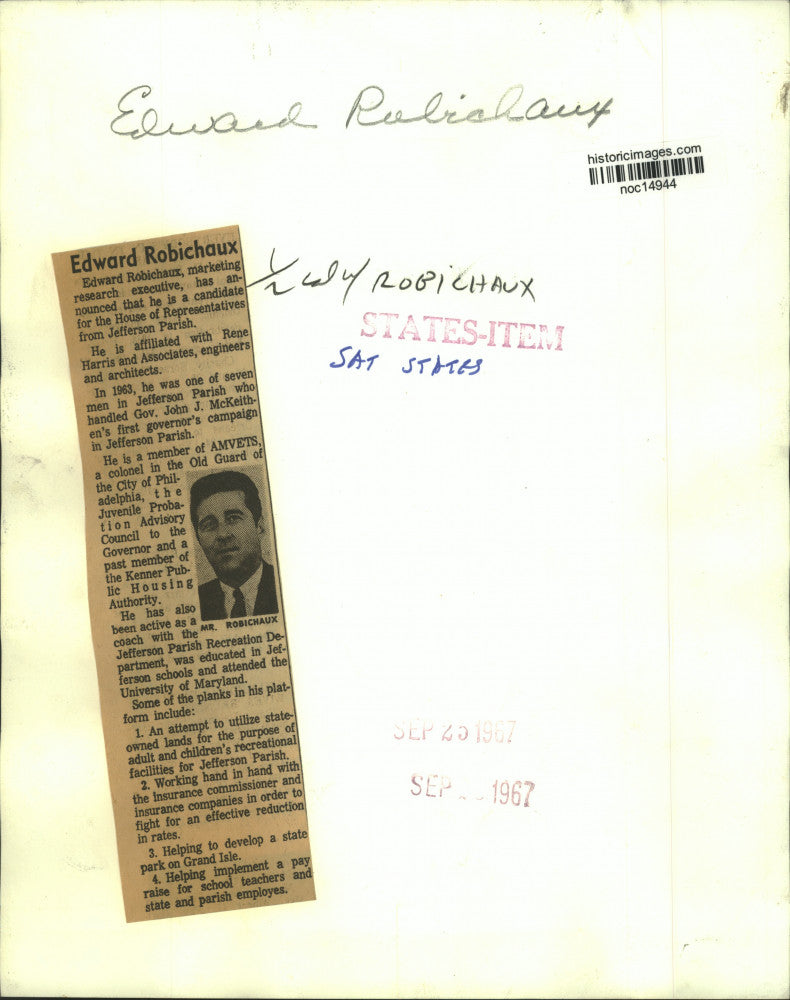 Edward Robichaux
historicimages.com
noc14944
Edward Robichaux
Edward Robichaux, marketing
research executive, has an-
nounced that he is a candidate
for the House of Representatives
from Jefferson Parish.
He is affiliated with Rene
Harris and Associates, engineers
and architects.
In 1963, he was one of seven
men in Jefferson Parish who
handled Gov. John J. McKeith-
en's first governor's campaign
in Jefferson Parish.
He is a member of AMVETS,
a colonel in the Old Guard of
the City of Phil-
adelphia, the
Juvenile Proba-
tion Advisory
Council to the
Governor and a
past member of
the Kenner Pub-
lic Housing
Authority.
He has also
been active as a
coach with the
MR. ROBICHAUX
Jefferson Parish Recreation De-
partment, was educated in Jef-
ferson schools and attended the
University of Maryland.
Some of the planks in his plat-
form include:
1. An attempt to utilize state-
owned lands for the purpose of
adult and children's recreational
facilities for Jefferson Parish.
2. Working hand in hand with
the insurance commissioner and
insurance companies in order to
fight for an effective reduction
in rates.
3. Helping to develop a state
park on Grand Isle.
4. Helping implement a pay
raise for school teachers and
state and parish employes.
1/2 ROBICHAUX
STATES-ITEM
SAT STATES
SEP 25 1967
SEP 1967